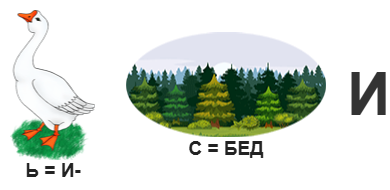 И
Ь = И-
С = БЕД